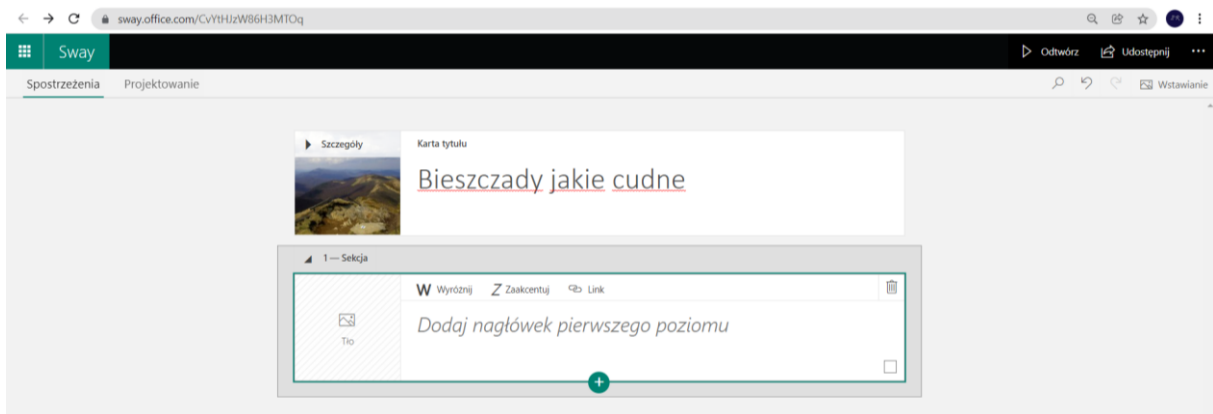 sway.office.com/CvYtHJzW86H3MTOq
Sway
Odtwórz Udostępnij
Spostrzeżenia Projektowanie
Wstawianie
Szczegóły
Karta tytułu
Bieszczady jakie cudne
1 — Sekcja
W Wyróżnij Z Zaakcentuj Link
Tło
Dodaj nagłówek pierwszego poziomu